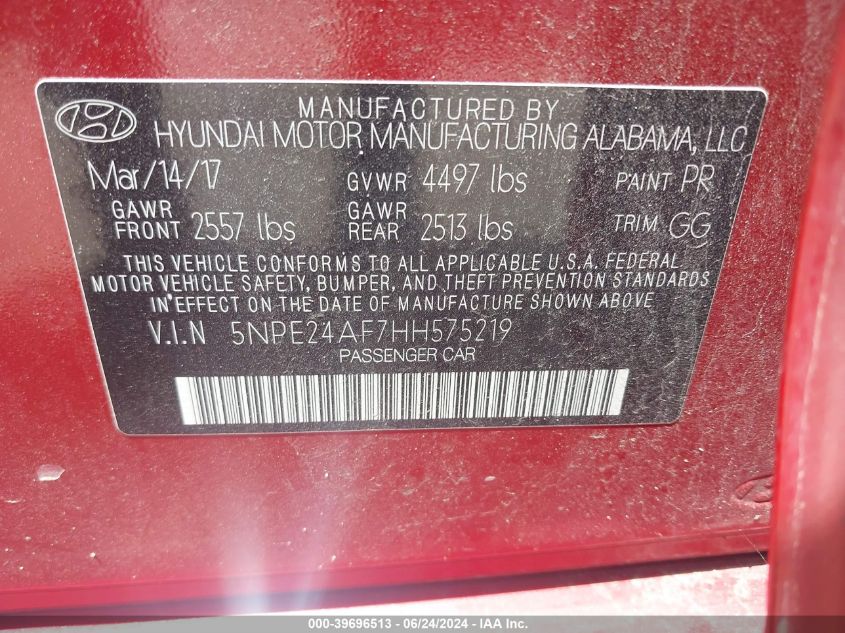 MANUFACTURED BY
HYUNDAI MOTOR MANUFACTURING ALABAMA, LLC
Mar/14/17 GVWR 4497 lbs PAINT PR
GAWR FRONT 2557 lbs GAWR REAR 2513 lbs TRIM GG
THIS VEHICLE CONFORMS TO ALL APPLICABLE U.S.A. FEDERAL
MOTOR VEHICLE SAFETY, BUMPER, AND THEFT PREVENTION STANDARDS
IN EFFECT ON THE DATE OF MANUFACTURE SHOWN ABOVE
V.I.N 5NPE24AF7HH575219
PASSENGER CAR
000-39696513 - 06/24/2024 - IAA Inc.